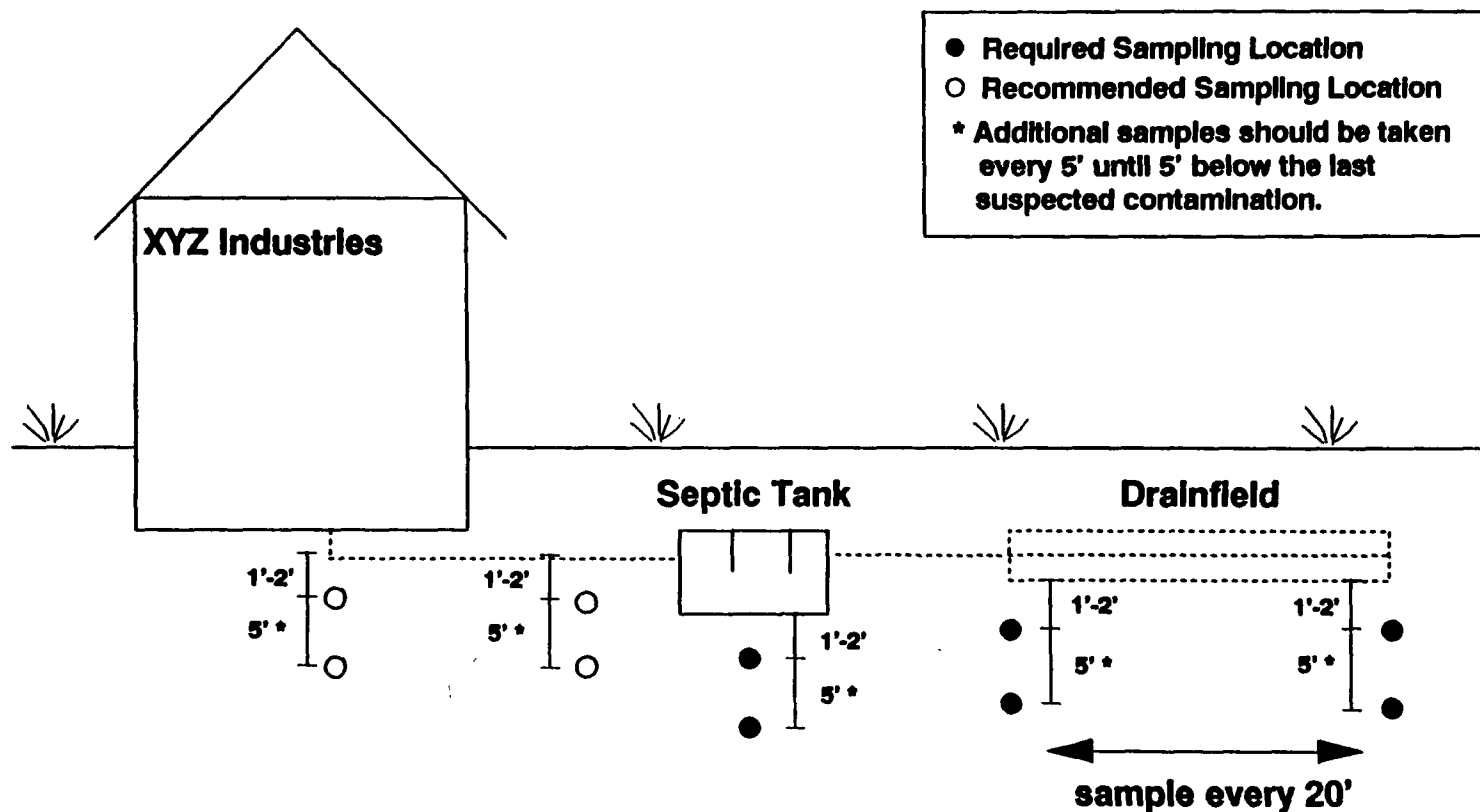 ● Required Sampling Location
○ Recommended Sampling Location
* Additional samples should be taken
every 5' until 5' below the last
suspected contamination.
XYZ Industries
Septic Tank
Drainfield
1'-2'
5' *
1'-2'
5' *
1'-2'
5' *
1'-2'
5' *
1'-2'
5' *
sample every 20'